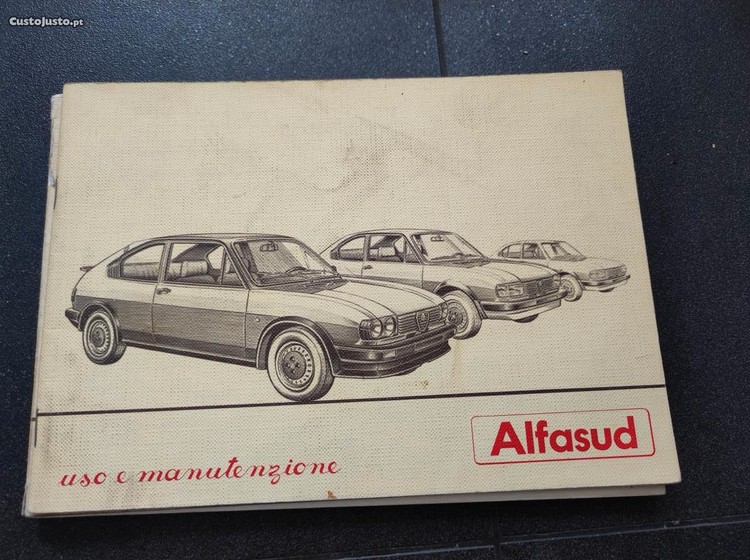 CustoJusto.pt
Alfasud
uso e manutenzione